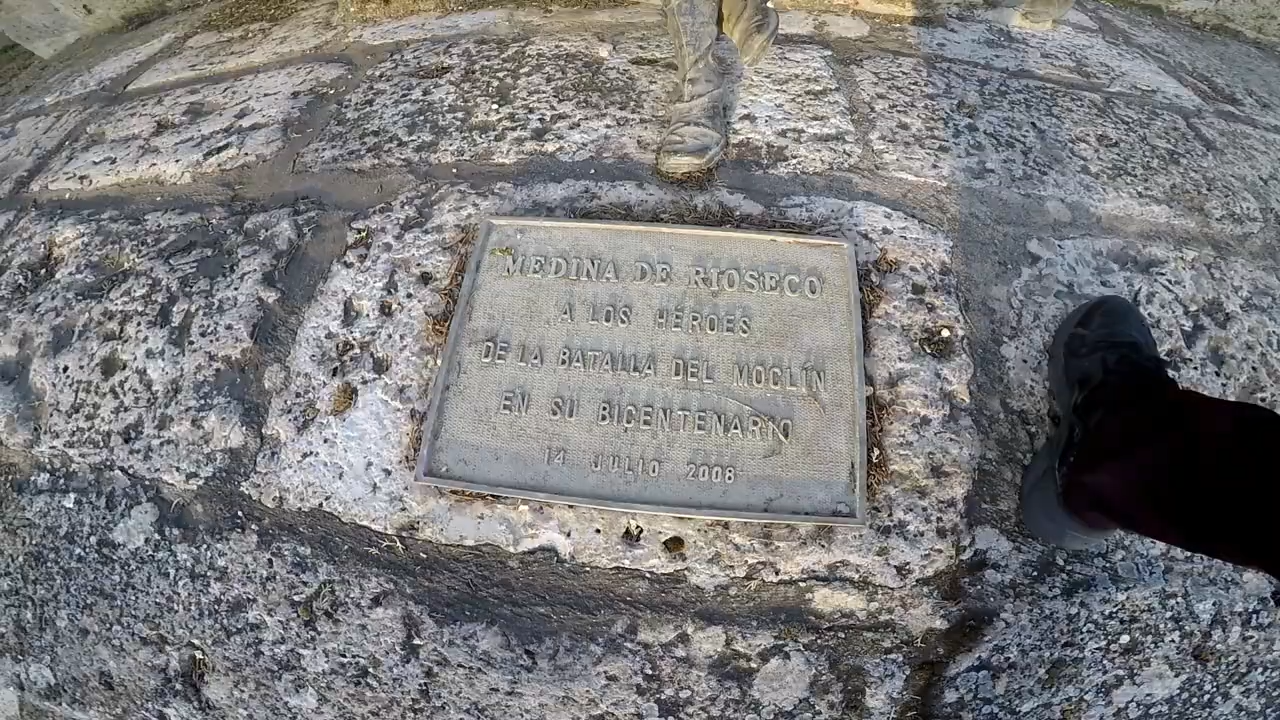 MEDINA DE RIOSECO
A LOS HÉROES
DE LA BATALLA DEL MOCLÍN
EN SU BICENTENARIO
14 JULIO 2008